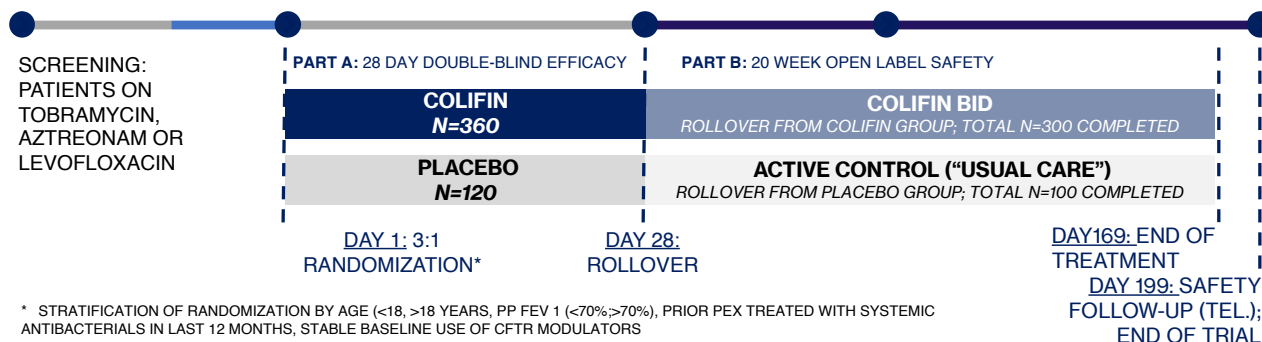 SCREENING:
PATIENTS ON
TOBRAMYCIN,
AZTREONAM OR
LEVOFLOXACIN
PART A: 28 DAY DOUBLE-BLIND EFFICACY
PART B: 20 WEEK OPEN LABEL SAFETY
COLIFIN
N=360
COLIFIN BID
ROLLOVER FROM COLIFIN GROUP; TOTAL N=300 COMPLETED
PLACEBO
N=120
ACTIVE CONTROL ("USUAL CARE")
ROLLOVER FROM PLACEBO GROUP; TOTAL N=100 COMPLETED
DAY 1: 3:1
RANDOMIZATION*
DAY 28:
ROLLOVER
DAY169: END OF
TREATMENT
DAY 199: SAFETY
FOLLOW-UP (TEL.);
END OF TRIAL
* STRATIFICATION OF RANDOMIZATION BY AGE (<18, >18 YEARS, PP FEV 1 (<70%;>70%), PRIOR PEX TREATED WITH SYSTEMIC
ANTIBACTERIALS IN LAST 12 MONTHS, STABLE BASELINE USE OF CFTR MODULATORS